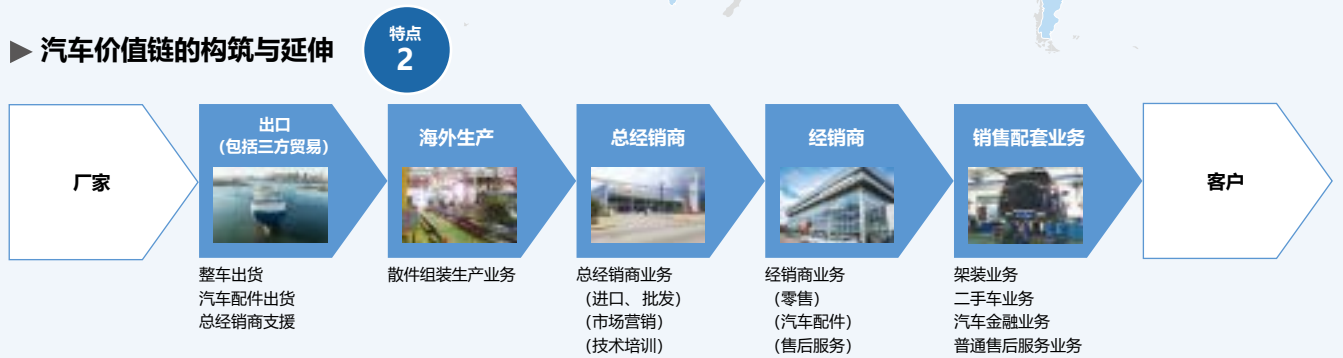 ▶ 汽车价值链的构筑与延伸
特点
2
厂家
出口
(包括三方贸易)
整车出货
汽车配件出货
总经销商支援
海外生产
散件组装生产业务
总经销商
总经销商业务
(进口、批发)
(市场营销)
(技术培训)
经销商
经销商业务
(零售)
(汽车配件)
(售后服务)
销售配套业务
架装业务
二手车业务
汽车金融业务
普通售后服务业务
客户